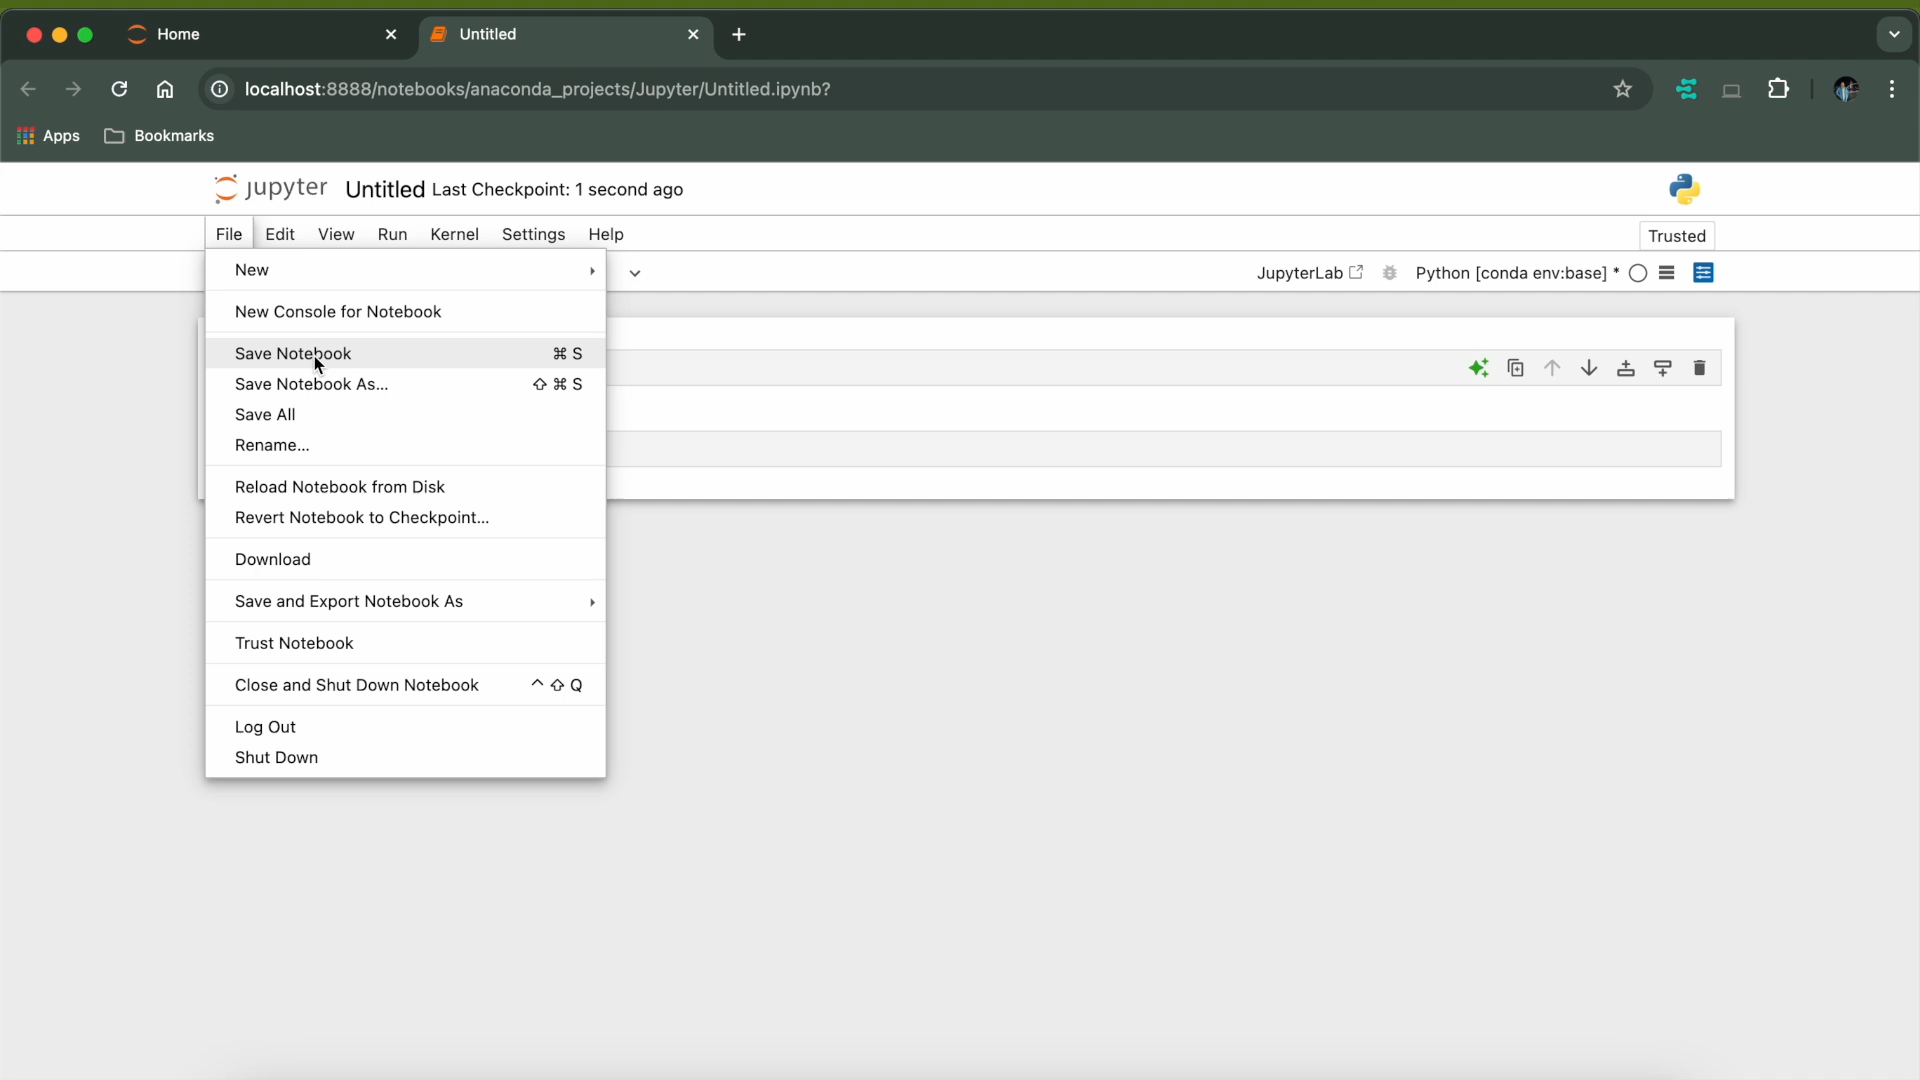 Home
Untitled
localhost:8888/notebooks/anaconda_projects/Jupyter/Untitled.ipynb?
Apps
Bookmarks
jupyter Untitled Last Checkpoint: 1 second ago
File Edit View Run Kernel Settings Help
Trusted
JupyterLab Python [conda env:base] *
New
New Console for Notebook
Save Notebook ⌘ S
Save Notebook As... ⇧ ⌘ S
Save All
Rename...
Reload Notebook from Disk
Revert Notebook to Checkpoint...
Download
Save and Export Notebook As
Trust Notebook
Close and Shut Down Notebook ^ ⇧ Q
Log Out
Shut Down